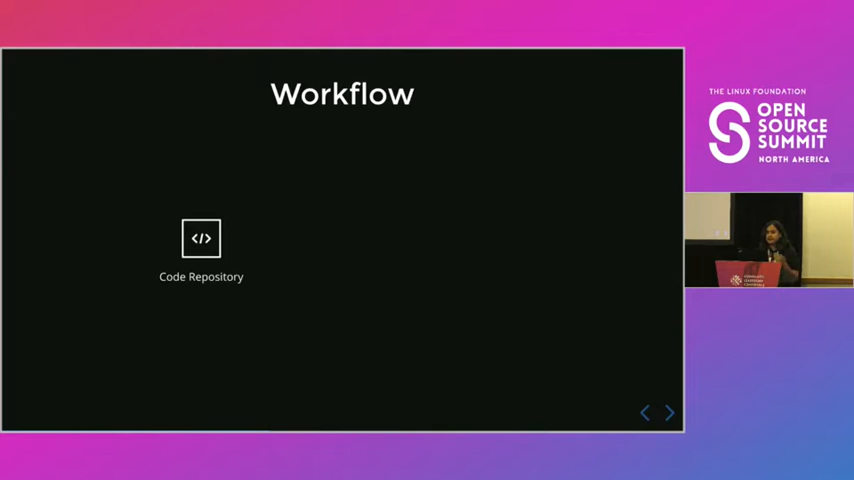 Workflow
</>
Code Repository
THE LINUX FOUNDATION
OPEN
SOURCE
SUMMIT
NORTH AMERICA